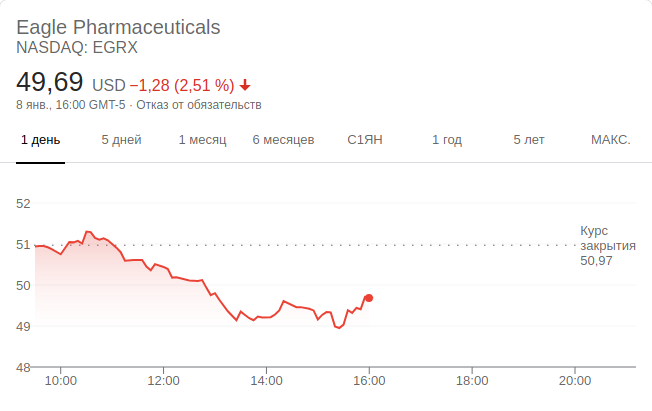 Eagle Pharmaceuticals
NASDAQ: EGRX
49,69 USD −1,28 (2,51 %)
8 янв., 16:00 GMT-5 · Отказ от обязательств
1 день 5 дней 1 месяц 6 месяцев С1ЯН 1 год 5 лет МАКС.
52
51
50
49
48
Курс
закрытия
50,97
10:00 12:00 14:00 16:00 18:00 20:00